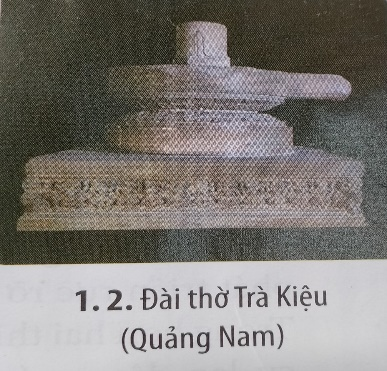 1. 2. Đài thờ Trà Kiệu
(Quảng Nam)